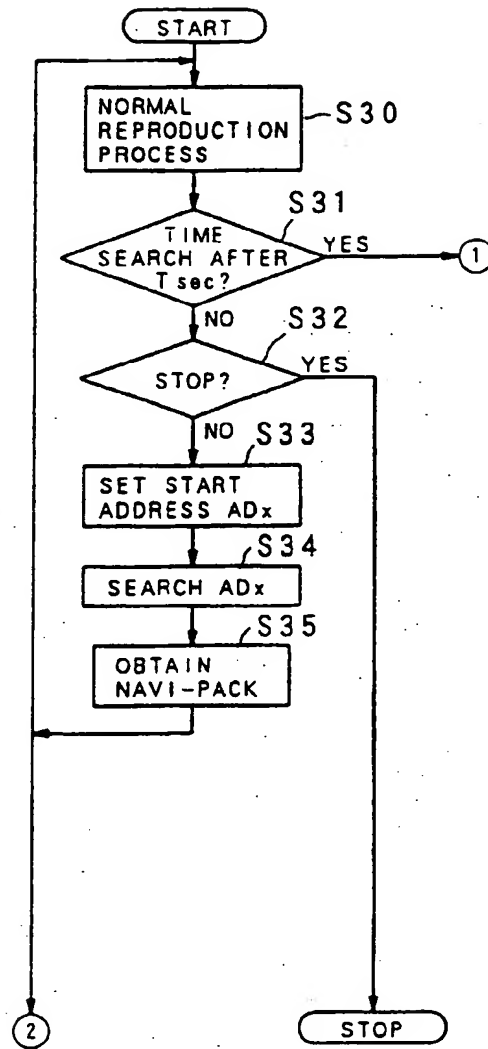 START
NORMAL
REPRODUCTION
PROCESS
S30
S31
TIME
SEARCH AFTER
T sec?
YES
1
NO
S32
STOP?
YES
NO
S33
SET START
ADDRESS ADx
S34
SEARCH ADx
S35
OBTAIN
NAVI-PACK
2
STOP